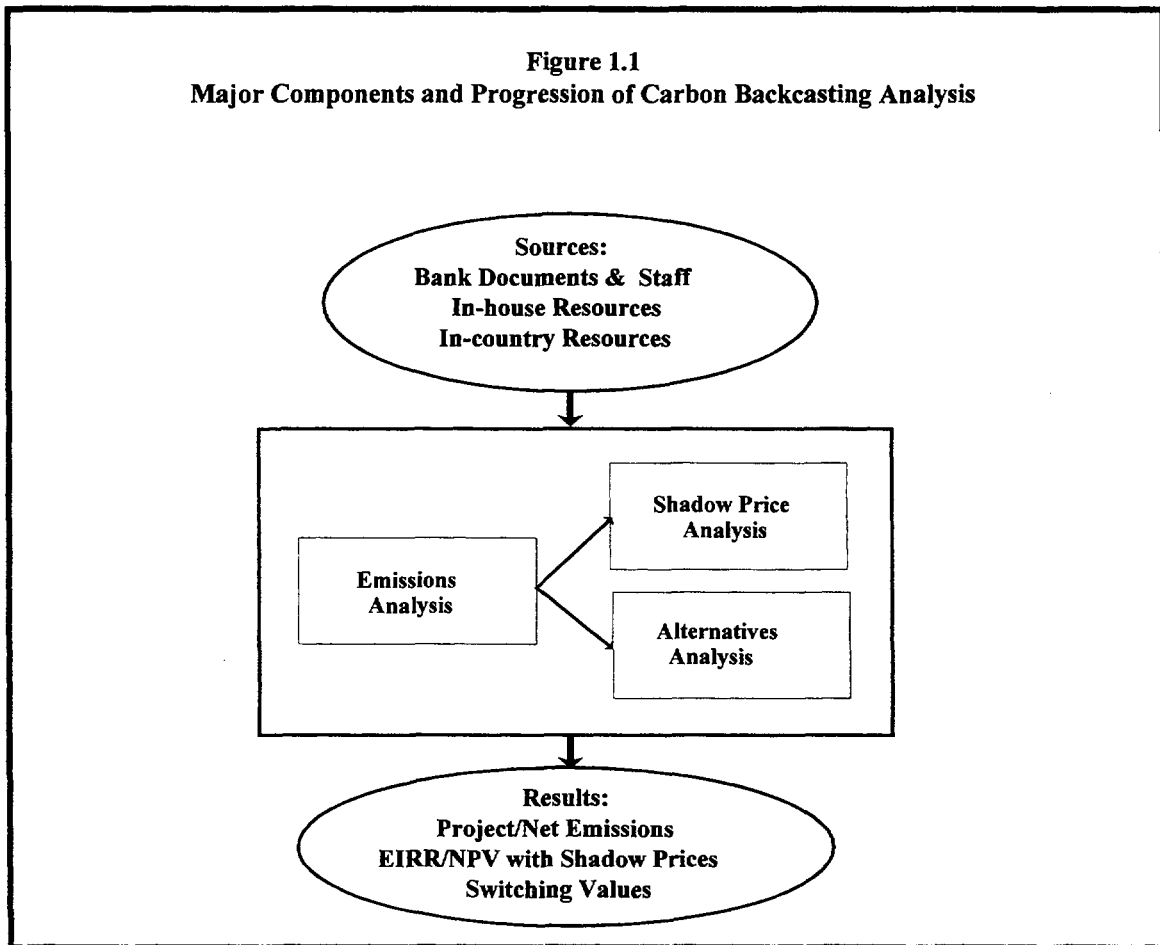 Figure 1.1
Major Components and Progression of Carbon Backcasting Analysis
Sources:
Bank Documents & Staff
In-house Resources
In-country Resources
Shadow Price
Analysis
Emissions
Analysis
Alternatives
Analysis
Results:
Project/Net Emissions
EIRR/NPV with Shadow Prices
Switching Values